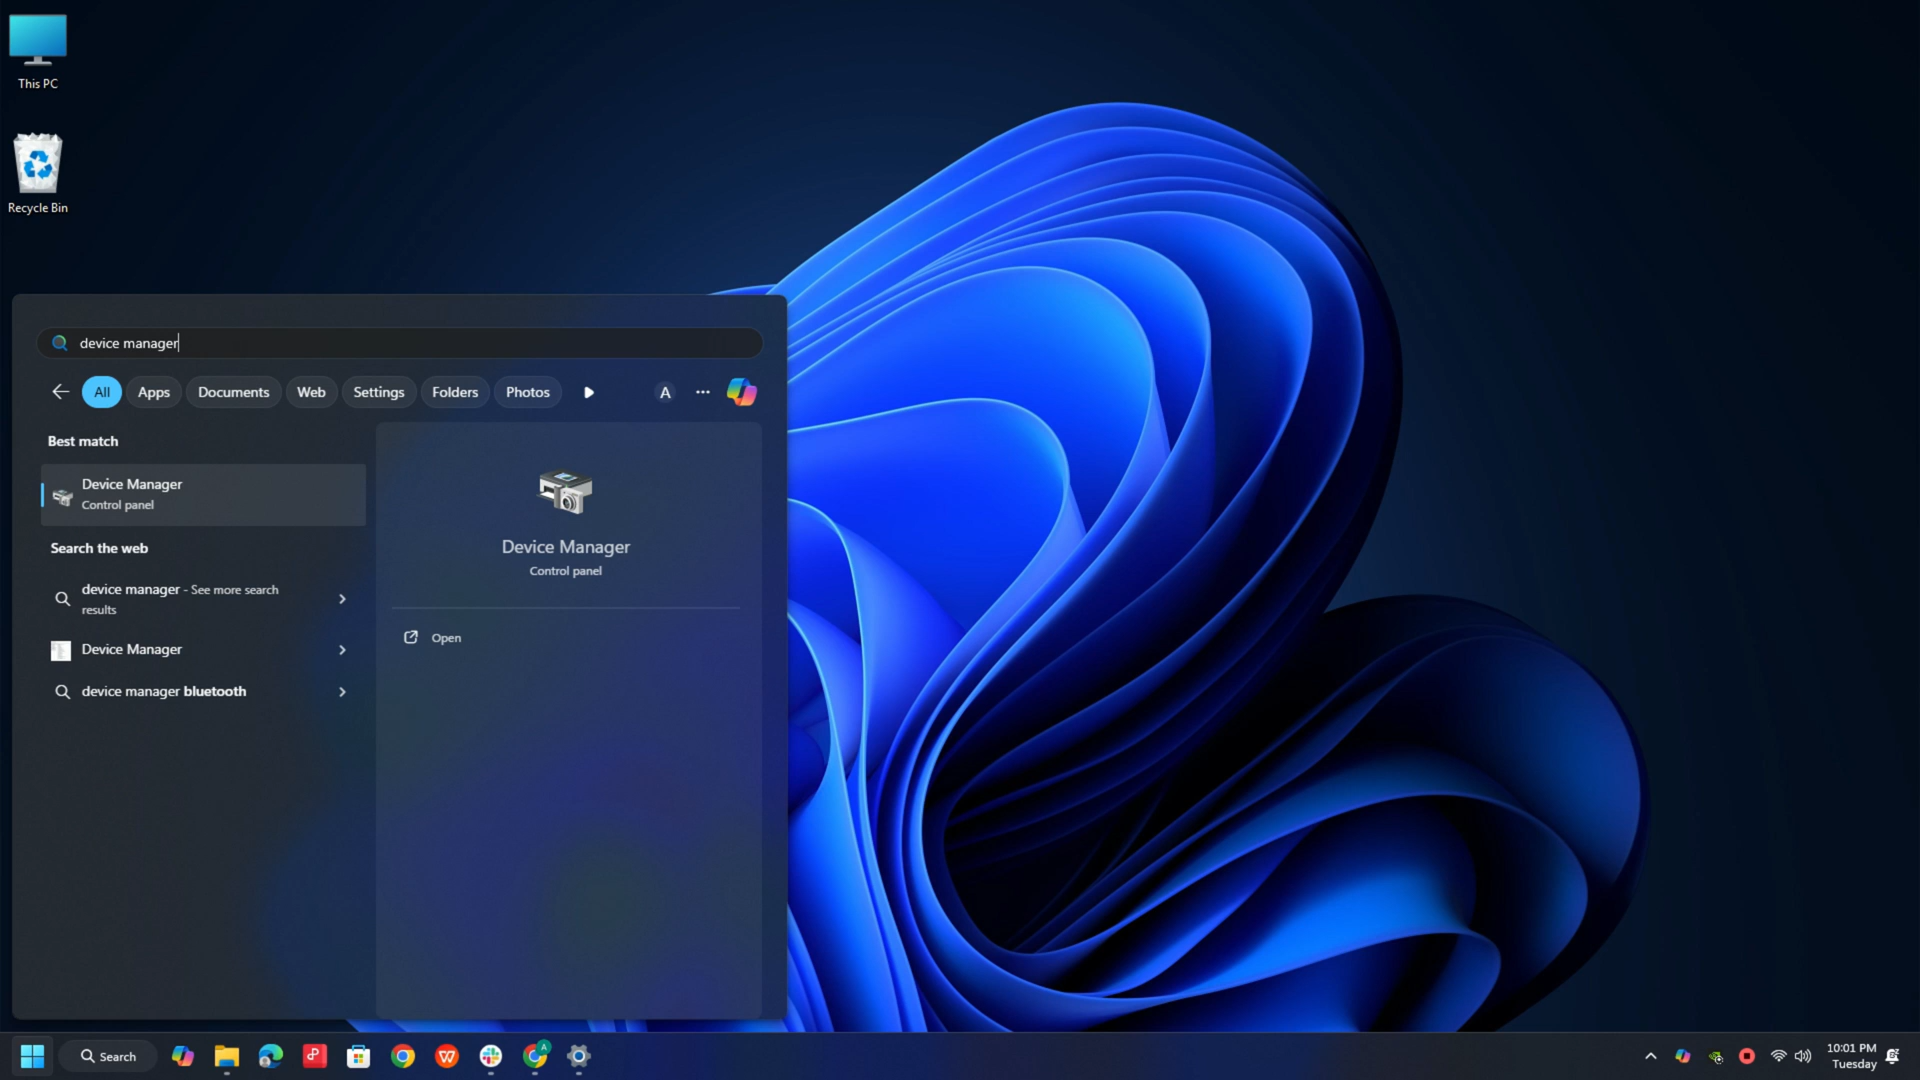 This PC
Recycle Bin
device manager
All
Apps
Documents
Web
Settings
Folders
Photos
A
Best match
Device Manager
Control panel
Search the web
device manager - See more search
results
Device Manager
device manager bluetooth
Device Manager
Control panel
Open
Search
A
10:01 PM
Tuesday